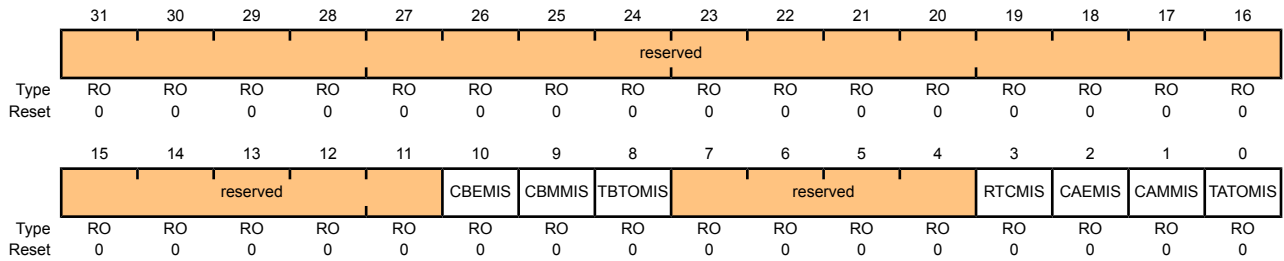 31 30 29 28 27 26 25 24 23 22 21 20 19 18 17 16
reserved
Type RO RO RO RO RO RO RO RO RO RO RO RO RO RO RO RO
Reset 0 0 0 0 0 0 0 0 0 0 0 0 0 0 0 0
15 14 13 12 11 10 9 8 7 6 5 4 3 2 1 0
reserved CBEMIS CBMMIS TBTOMIS reserved RTCMIS CAEMIS CAMMIS TATOMIS
Type RO RO RO RO RO RO RO RO RO RO RO RO RO RO RO RO
Reset 0 0 0 0 0 0 0 0 0 0 0 0 0 0 0 0